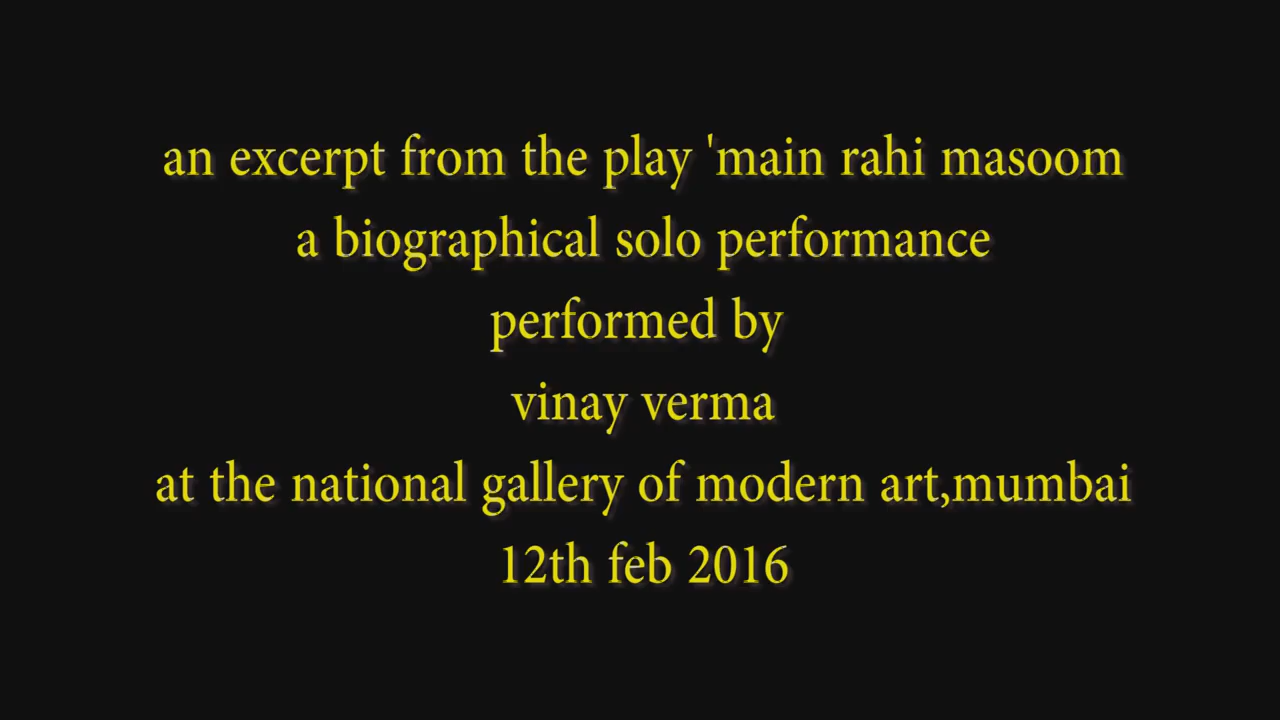 an excerpt from the play 'main rahi masoom
a biographical solo performance
performed by
vinay verma
at the national gallery of modern art,mumbai
12th feb 2016